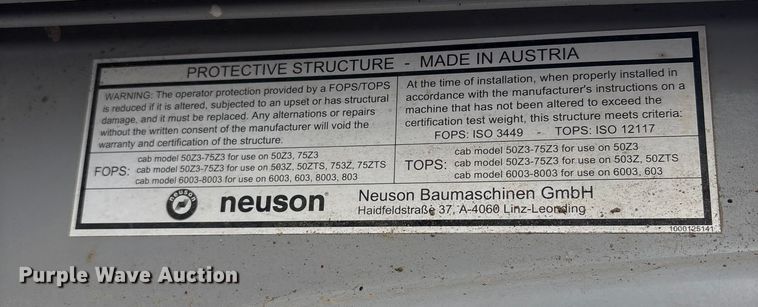 PROTECTIVE STRUCTURE - MADE IN AUSTRIA
WARNING: The operator protection provided by a FOPS/TOPS
is reduced if it is altered, subjected to an upset or has structural
damage, and it must be replaced. Any alternations or repairs
without the written consent of the manufacturer will void the
warranty and certification of the structure.
At the time of installation, when properly installed in
accordance with the manufacturer's instructions on a
machine that has not been altered to exceed the
certification test weight, this structure meets criteria:
FOPS: ISO 3449 - TOPS: ISO 12117
FOPS:
cab model 50Z3-75Z3 for use on 50Z3, 75Z3
cab model 50Z3-75Z3 for use on 503Z, 50ZTS, 753Z, 75ZTS
cab model 6003-8003 for use on 6003, 603, 8003, 803
TOPS:
cab model 50Z3-75Z3 for use on 50Z3
cab model 50Z3-75Z3 for use on 503Z, 50ZTS
cab model 6003-8003 for use on 6003, 603
NEUSON
neuson®
Neuson Baumaschinen GmbH
Haidfeldstraße 37, A-4060 Linz-Leonding
1000125141
Purple Wave Auction